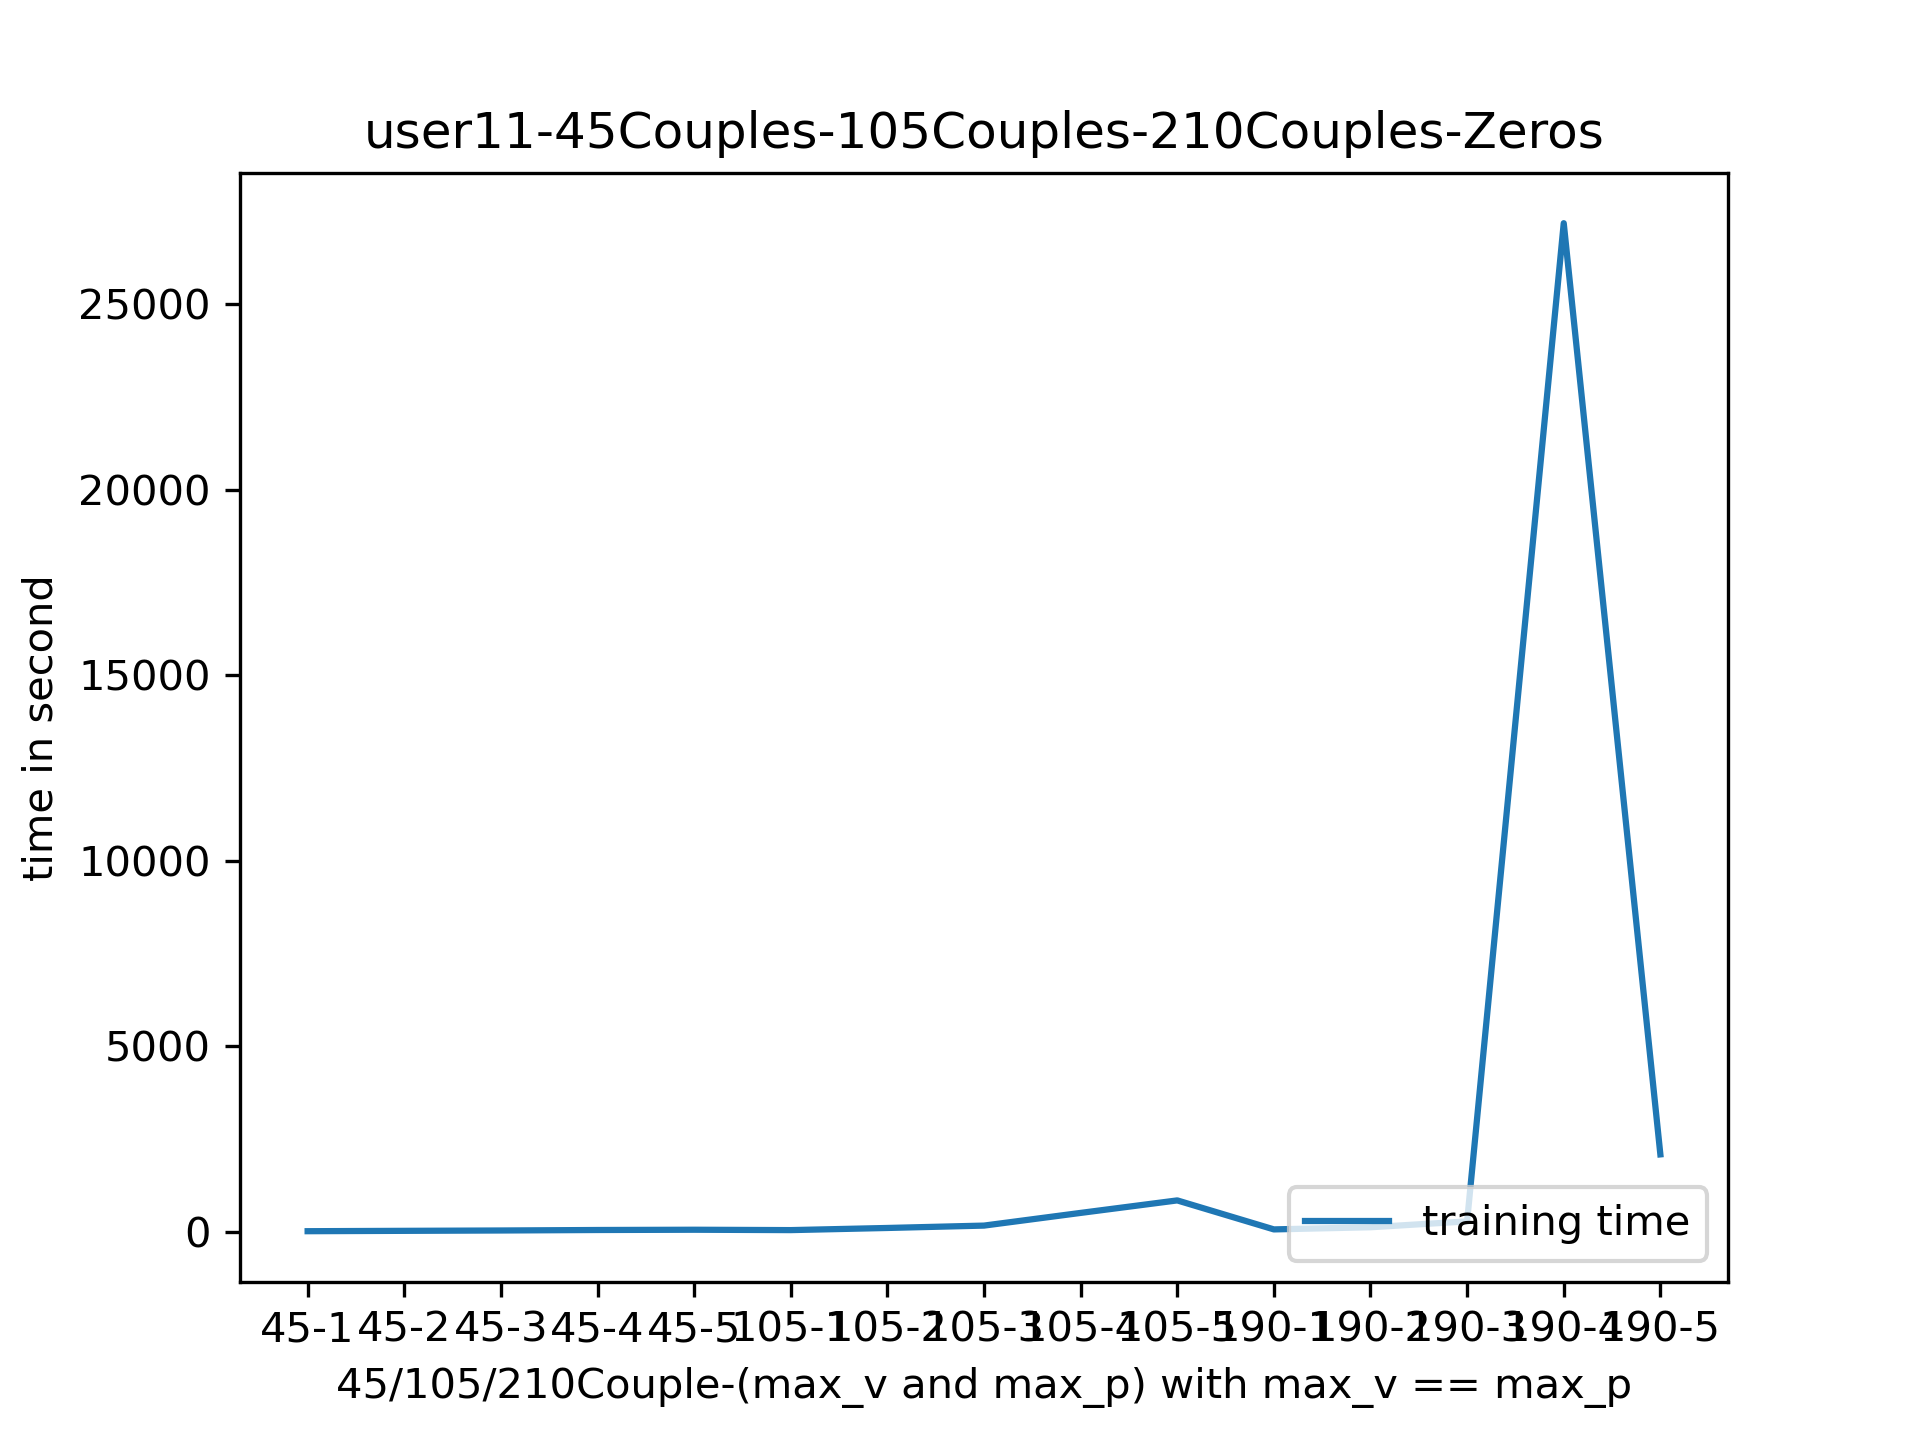 user11-45Couples-105Couples-210Couples-Zeros
25000
20000
15000
10000
5000
0
time in second
training time
45-1 45-2 45-3 45-4 45-5 105-1 105-2 105-3 105-4 105-5 190-1 190-2 190-3 190-4 190-5
45/105/210Couple-(max_v and max_p) with max_v == max_p